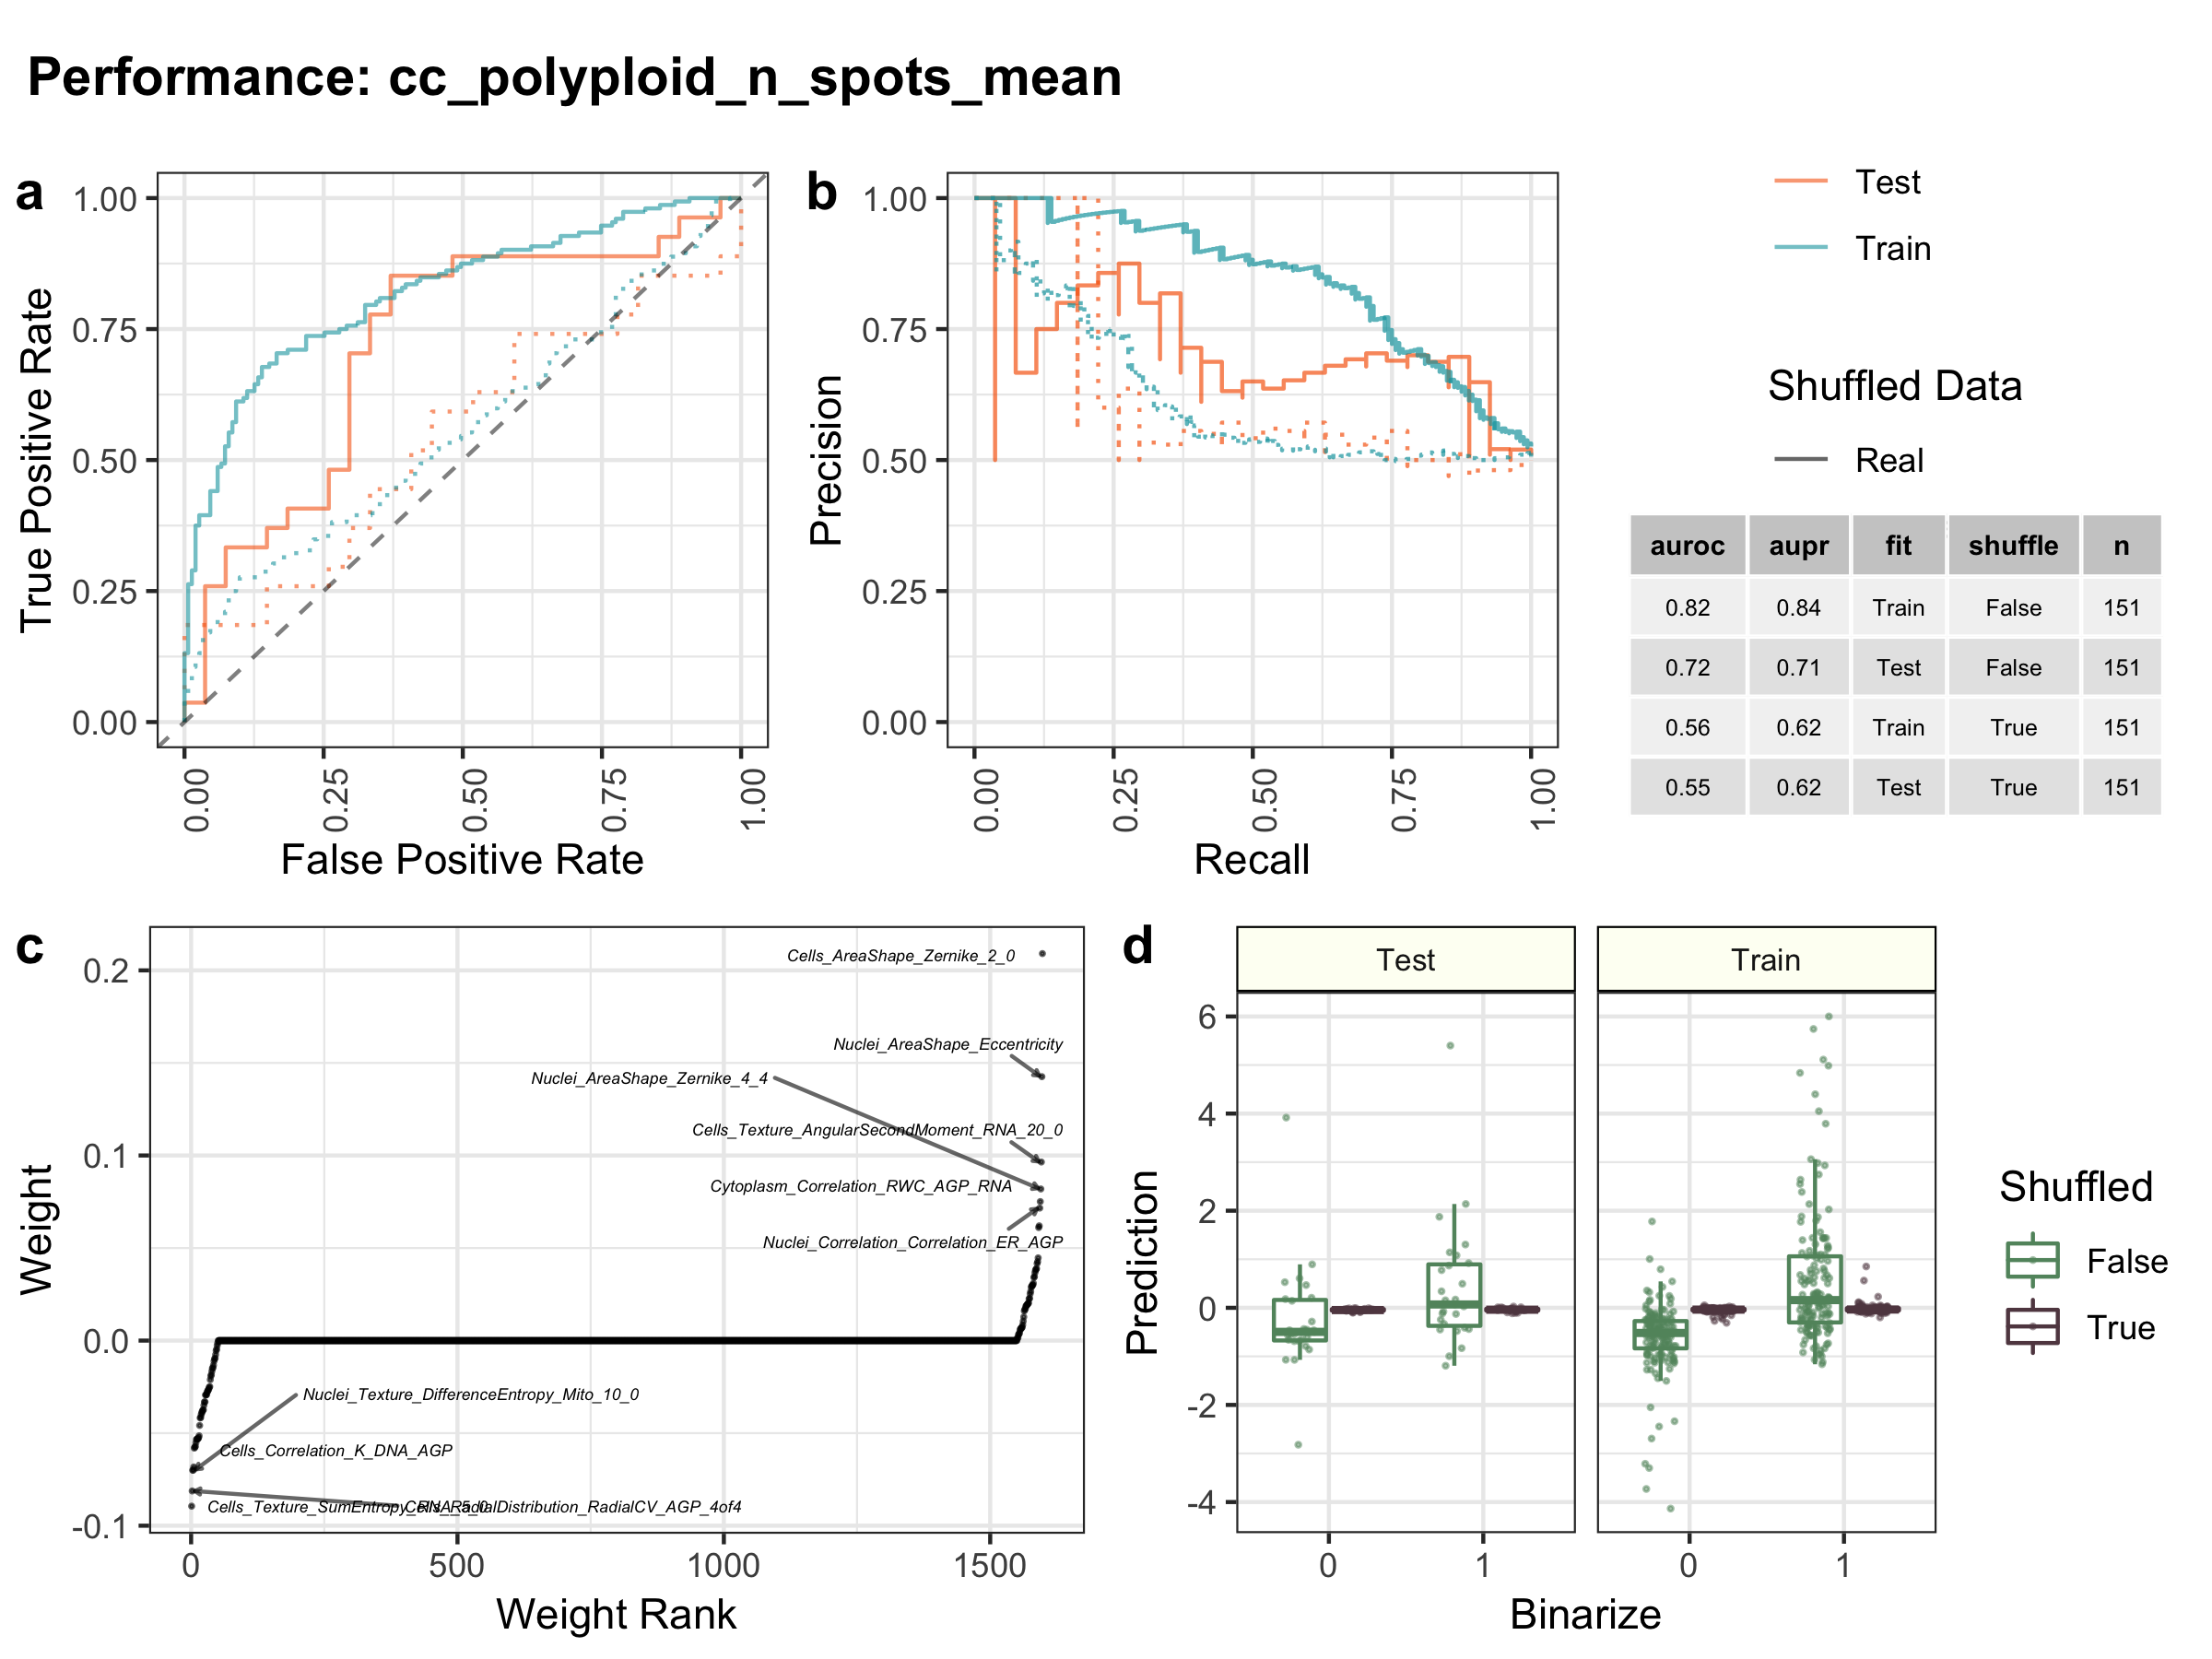 Performance: cc_polyploid_n_spots_mean
a
1.00
0.75
0.50
0.25
0.00
True Positive Rate
0.00
0.25
0.50
0.75
1.00
False Positive Rate
b
1.00
0.75
0.50
0.25
0.00
Precision
0.00
0.25
0.50
0.75
1.00
Recall
Test
Train
Shuffled Data
Real
auroc aupr fit shuffle n
0.82 0.84 Train False 151
0.72 0.71 Test False 151
0.56 0.62 Train True 151
0.55 0.62 Test True 151
c
0.2
0.1
0.0
-0.1
Weight
Cells_AreaShape_Zernike_2_0
Nuclei_AreaShape_Eccentricity
Nuclei_AreaShape_Zernike_4_4
Cells_Texture_AngularSecondMoment_RNA_20_0
Cytoplasm_Correlation_RWC_AGP_RNA
Nuclei_Correlation_Correlation_ER_AGP
Nuclei_Texture_DifferenceEntropy_Mito_10_0
Cells_Correlation_K_DNA_AGP
Cells_Texture_SumEntropy_RNA_5_0
Cells_RadialDistribution_RadialCV_AGP_4of4
0
500
1000
1500
Weight Rank
d
Test
Train
6
4
2
0
-2
-4
Prediction
0
1
0
1
Binarize
Shuffled
False
True